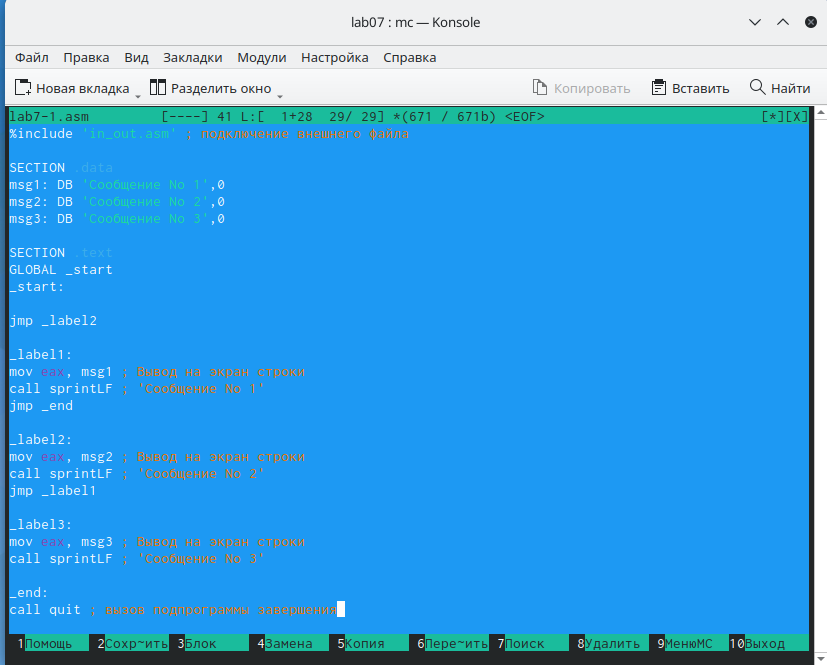 lab07 : mc — Konsole
Файл Правка Вид Закладки Модули Настройка Справка
Новая вкладка Разделить окно Копировать Вставить Найти
lab7-1.asm [----] 41 L:[ 1+28 29/ 29] *(671 / 671b) <EOF> [*][X]
%include 'in_out.asm' ; подключение внешнего файла
SECTION .data
msg1: DB 'Сообщение No 1',0
msg2: DB 'Сообщение No 2',0
msg3: DB 'Сообщение No 3',0
SECTION .text
GLOBAL _start
_start:
jmp _label2
_label1:
mov eax, msg1 ; Вывод на экран строки
call sprintLF ; 'Сообщение No 1'
jmp _end
_label2:
mov eax, msg2 ; Вывод на экран строки
call sprintLF ; 'Сообщение No 2'
jmp _label1
_label3:
mov eax, msg3 ; Вывод на экран строки
call sprintLF ; 'Сообщение No 3'
_end:
call quit ; вызов подпрограммы завершения
1Помощь 2Сохр~ить 3Блок 4Замена 5Копия 6Пере~ить 7Поиск 8Удалить 9МенюMC 10Выход